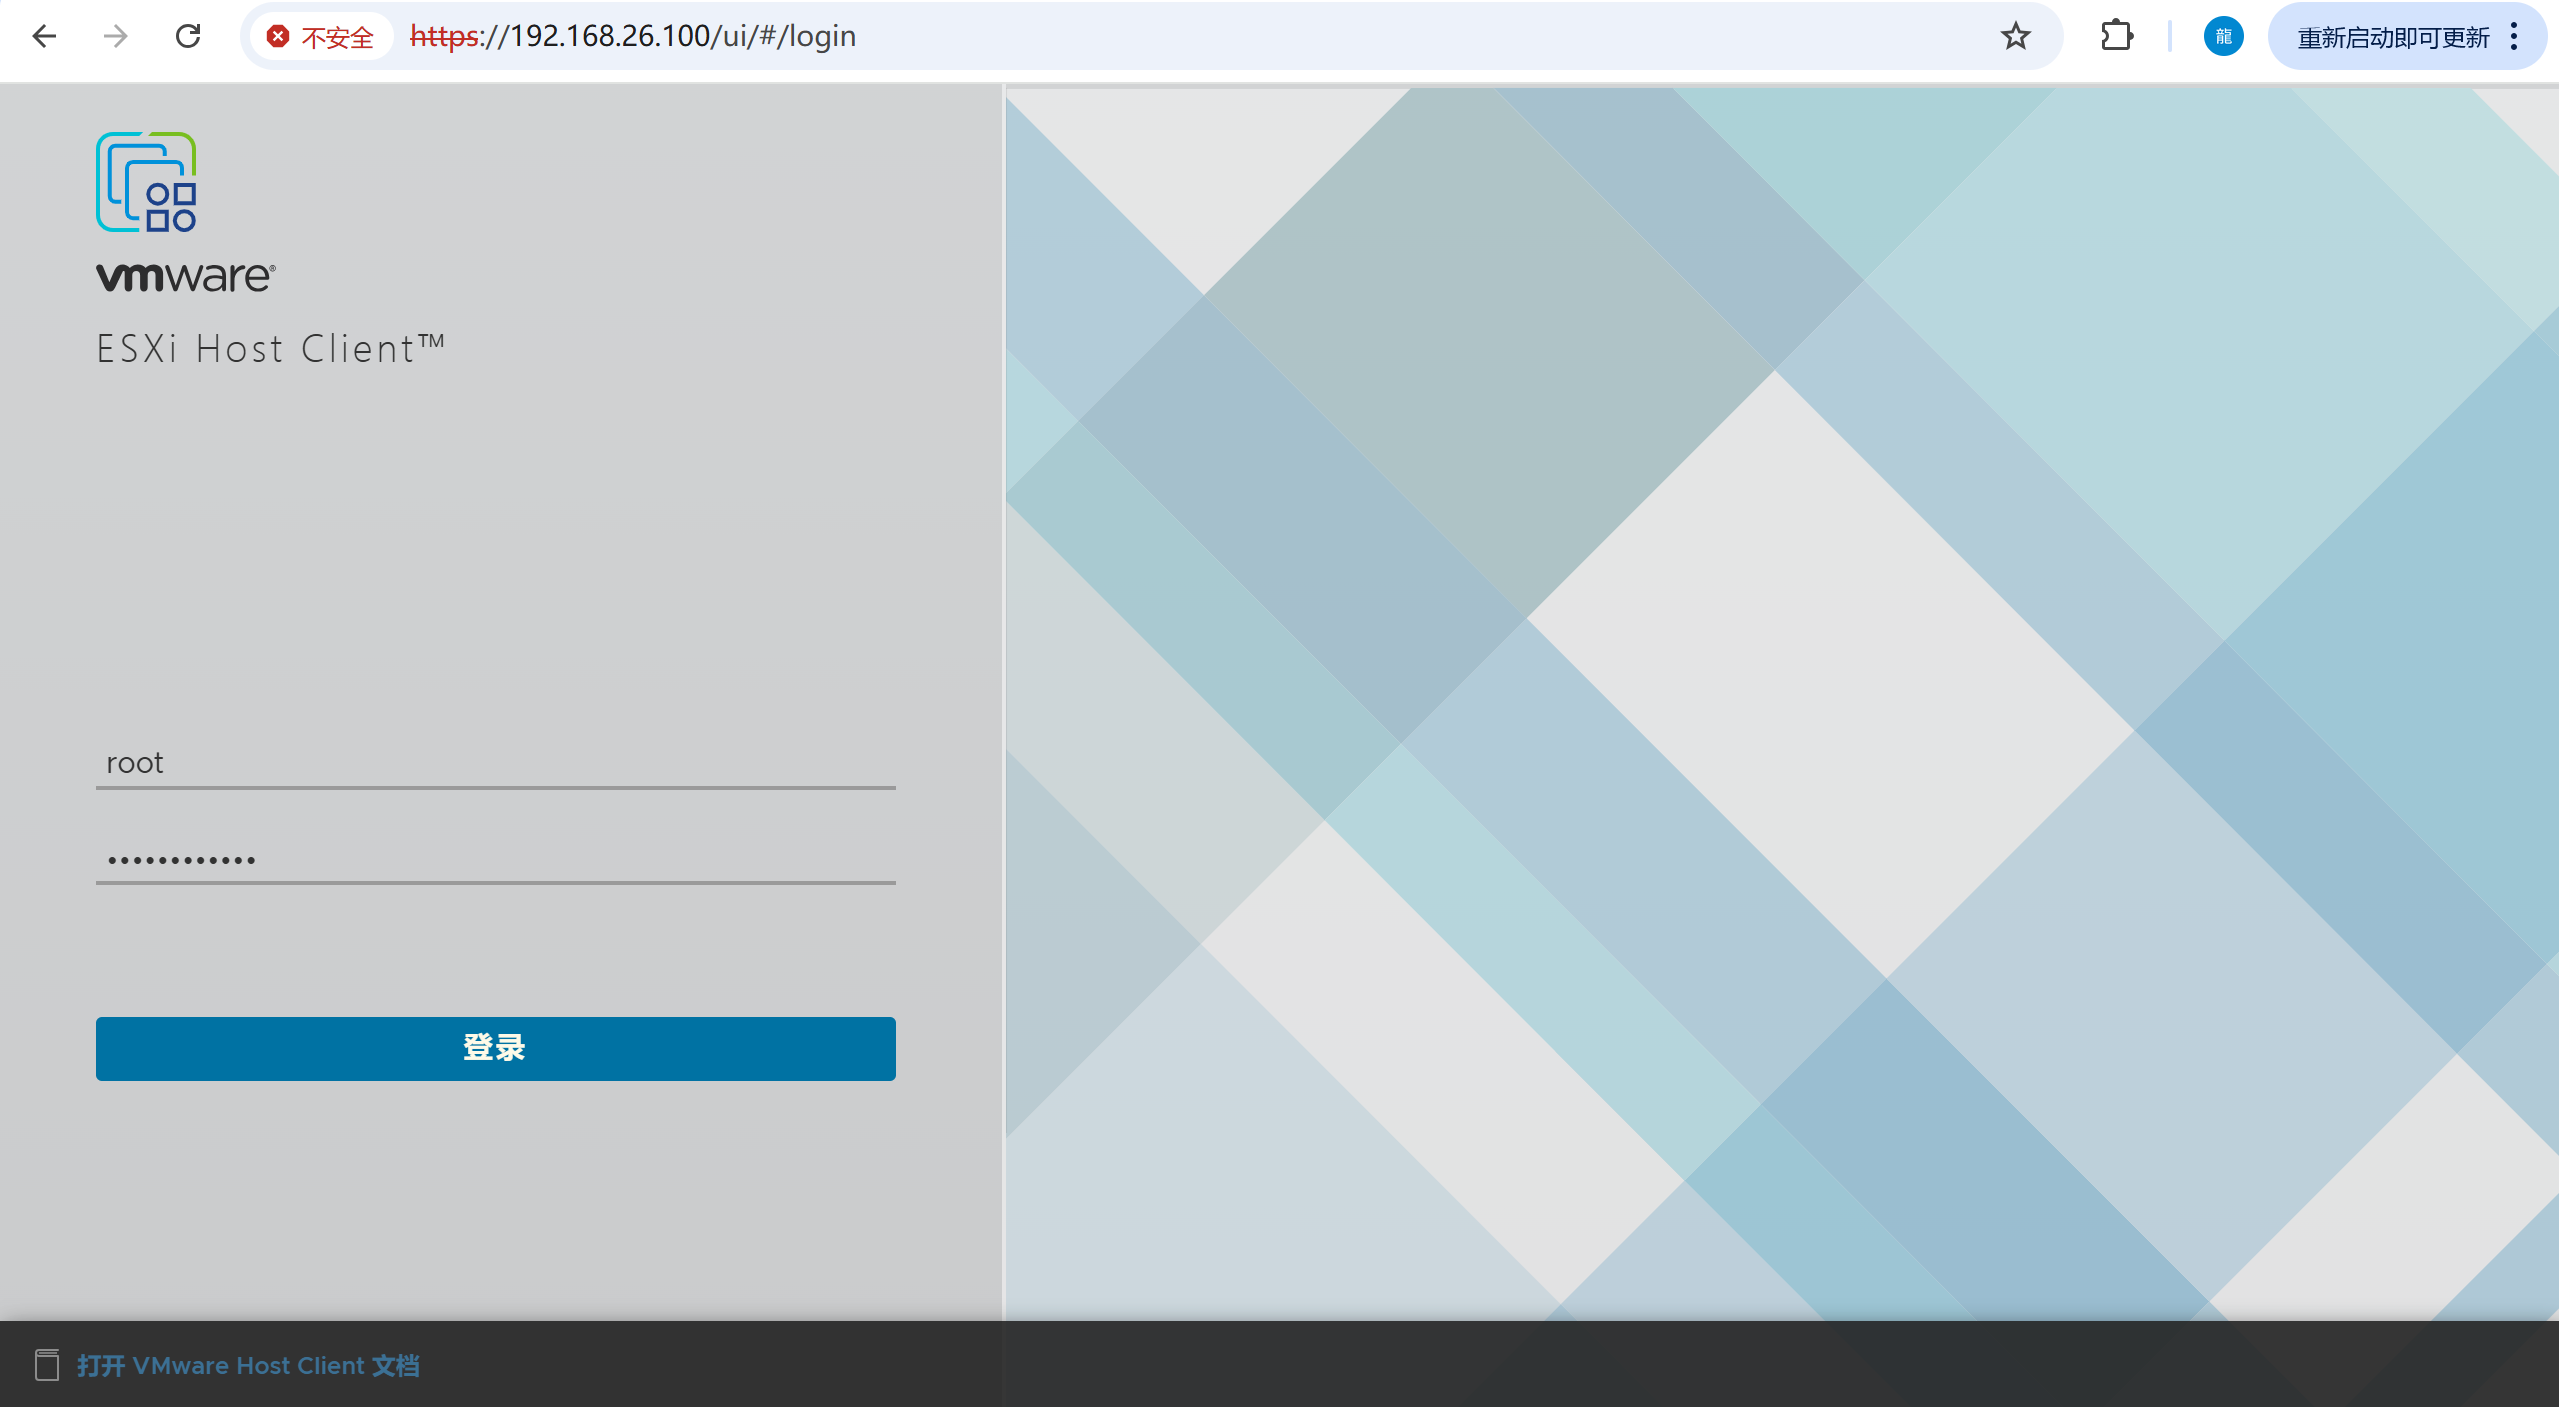 不安全
https://192.168.26.100/ui/#/login
龍
重新启动即可更新
vmware®
ESXi Host Client™
root
••••••••••••
登录
打开 VMware Host Client 文档